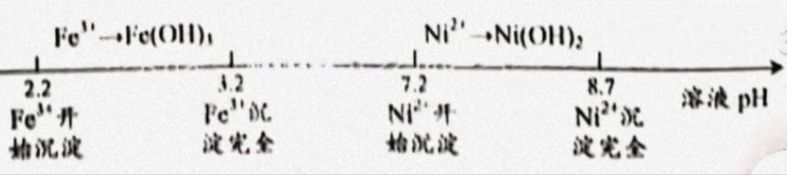 Fe³⁺→Fe(OH)₃ Ni²⁺→Ni(OH)₂
2.2 3.2 7.2 8.7 溶液 pH
Fe³⁺开 Fe³⁺沉 Ni²⁺开 Ni²⁺沉
始沉淀 淀完全 始沉淀 淀完全